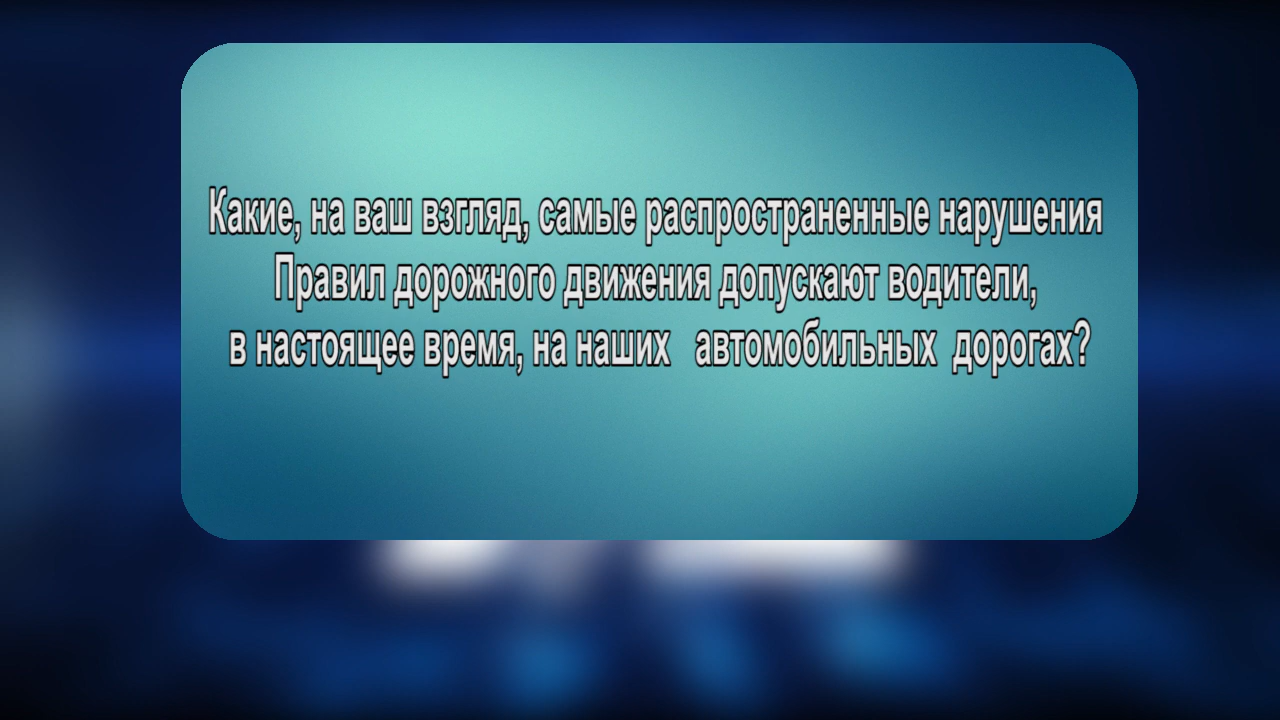 Какие, на ваш взгляд, самые распространенные нарушения
Правил дорожного движения допускают водители,
в настоящее время, на наших автомобильных дорогах?